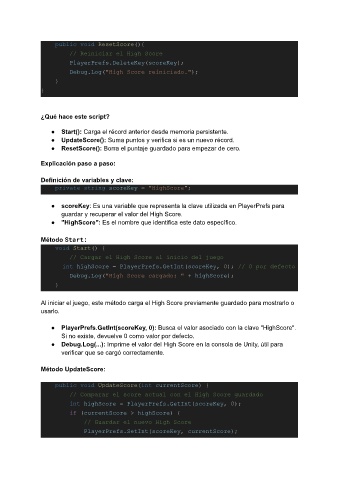 public void ResetScore(){
// Reiniciar el High Score
PlayerPrefs.DeleteKey(scoreKey);
Debug.Log("High Score reiniciado.");
}
}
¿Qué hace este script?
● Start(): Carga el récord anterior desde memoria persistente.
● UpdateScore(): Suma puntos y verifica si es un nuevo récord.
● ResetScore(): Borra el puntaje guardado para empezar de cero.
Explicación paso a paso:
Definición de variables y clave:
private string scoreKey = "HighScore";
● scoreKey: Es una variable que representa la clave utilizada en PlayerPrefs para
guardar y recuperar el valor del High Score.
● "HighScore": Es el nombre que identifica este dato específico.
Método Start:
void Start() {
// Cargar el High Score al inicio del juego
int highScore = PlayerPrefs.GetInt(scoreKey, 0); // 0 por defecto
Debug.Log("High Score cargado: " + highScore);
}
Al iniciar el juego, este método carga el High Score previamente guardado para mostrarlo o
usarlo.
● PlayerPrefs.GetInt(scoreKey, 0): Busca el valor asociado con la clave "HighScore".
Si no existe, devuelve 0 como valor por defecto.
● Debug.Log(...): Imprime el valor del High Score en la consola de Unity, útil para
verificar que se cargó correctamente.
Método UpdateScore:
public void UpdateScore(int currentScore) {
// Comparar el score actual con el High Score guardado
int highScore = PlayerPrefs.GetInt(scoreKey, 0);
if (currentScore > highScore) {
// Guardar el nuevo High Score
PlayerPrefs.SetInt(scoreKey, currentScore);